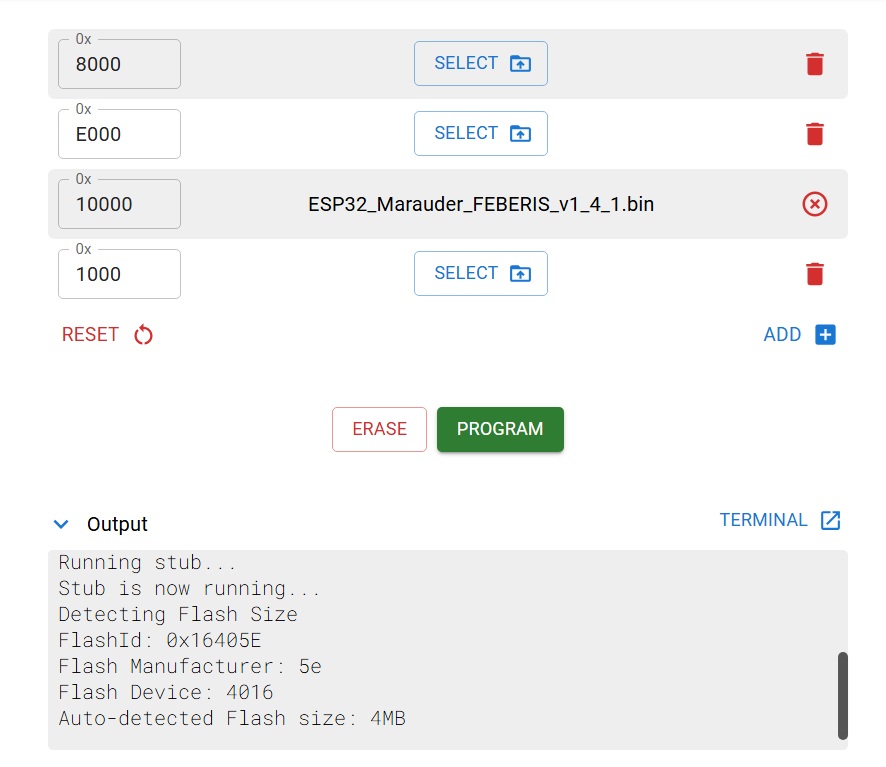 0x
8000
SELECT
0x
E000
SELECT
0x
10000
ESP32_Marauder_FEBERIS_v1_4_1.bin
0x
1000
SELECT
RESET
ADD
ERASE
PROGRAM
Output
TERMINAL
Running stub...
Stub is now running...
Detecting Flash Size
FlashId: 0x16405E
Flash Manufacturer: 5e
Flash Device: 4016
Auto-detected Flash size: 4MB